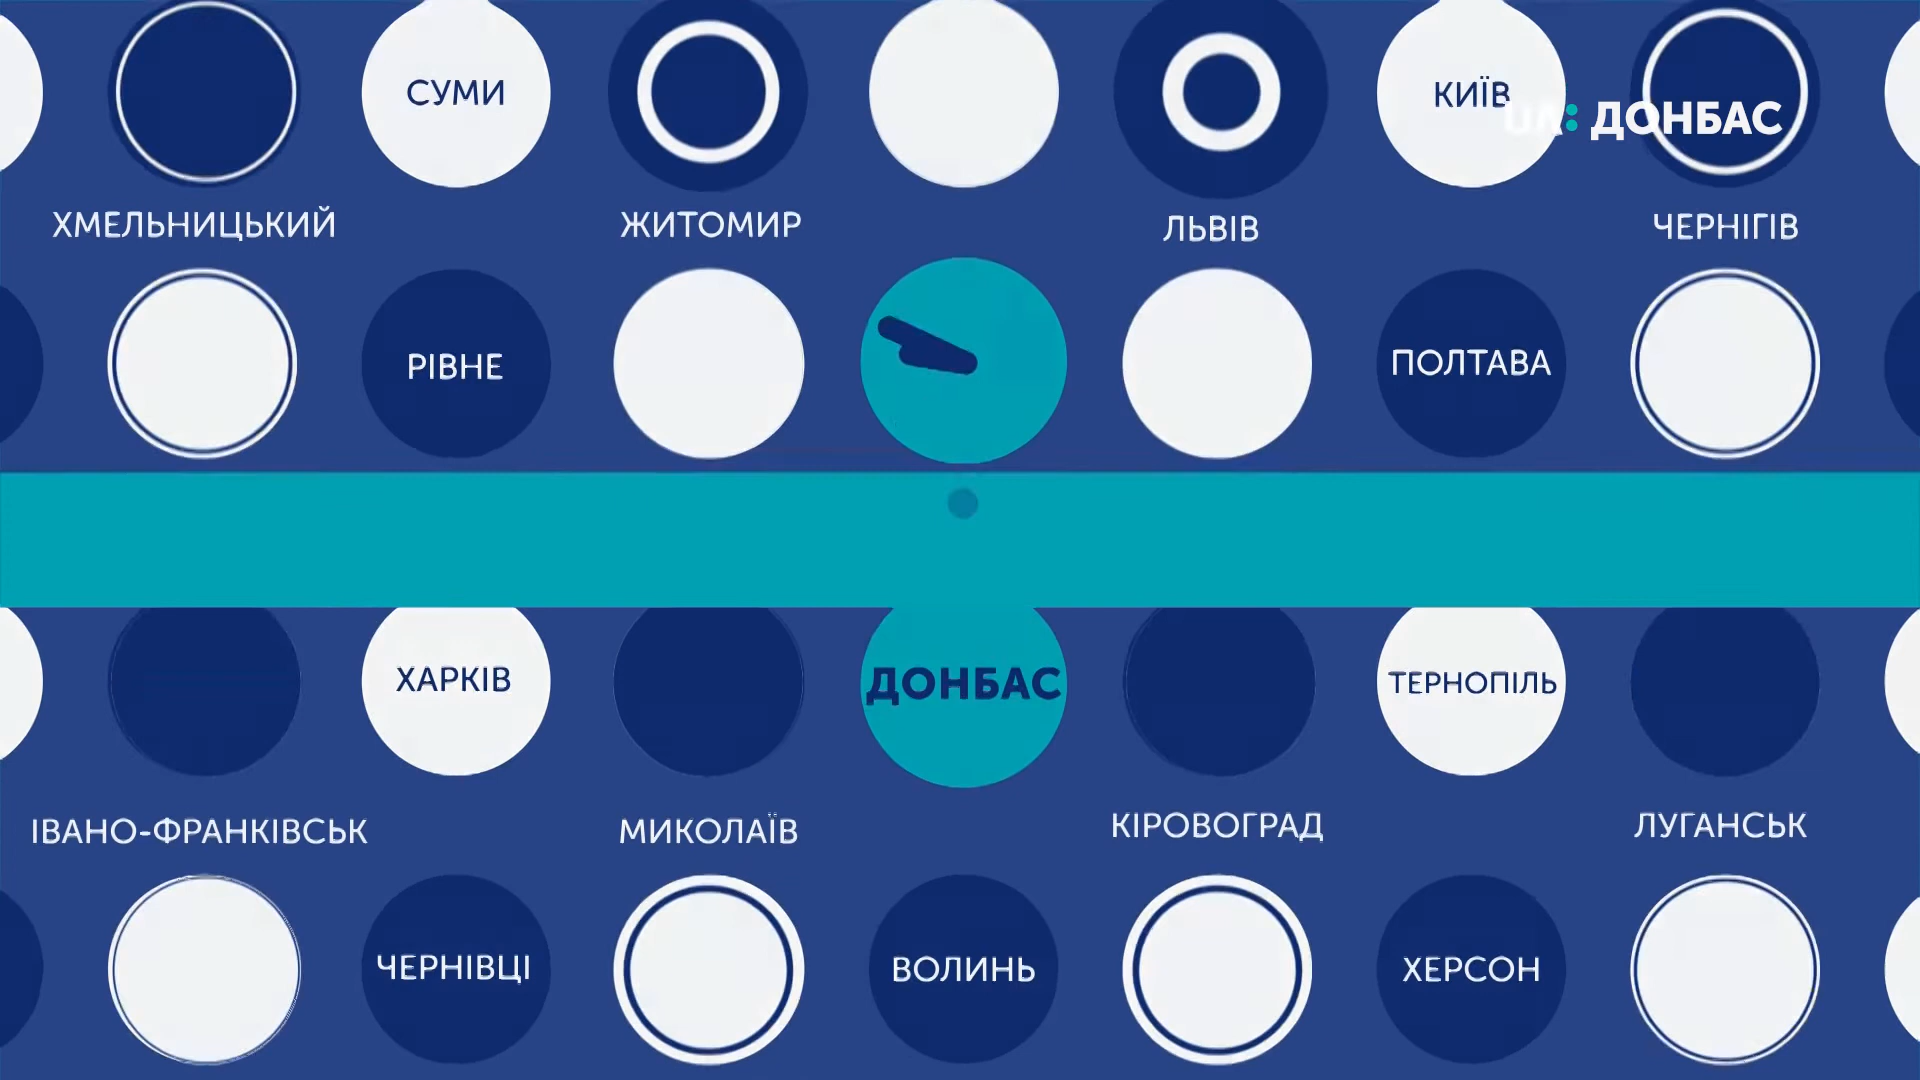 СУМИ
КИЇВ
UA: ДОНБАС
ХМЕЛЬНИЦЬКИЙ
ЖИТОМИР
ЛЬВІВ
ЧЕРНІГІВ
РІВНЕ
ПОЛТАВА
ХАРКІВ
ДОНБАС
ТЕРНОПІЛЬ
ІВАНО-ФРАНКІВСЬК
МИКОЛАЇВ
КІРОВОГРАД
ЛУГАНСЬК
ЧЕРНІВЦІ
ВОЛИНЬ
ХЕРСОН